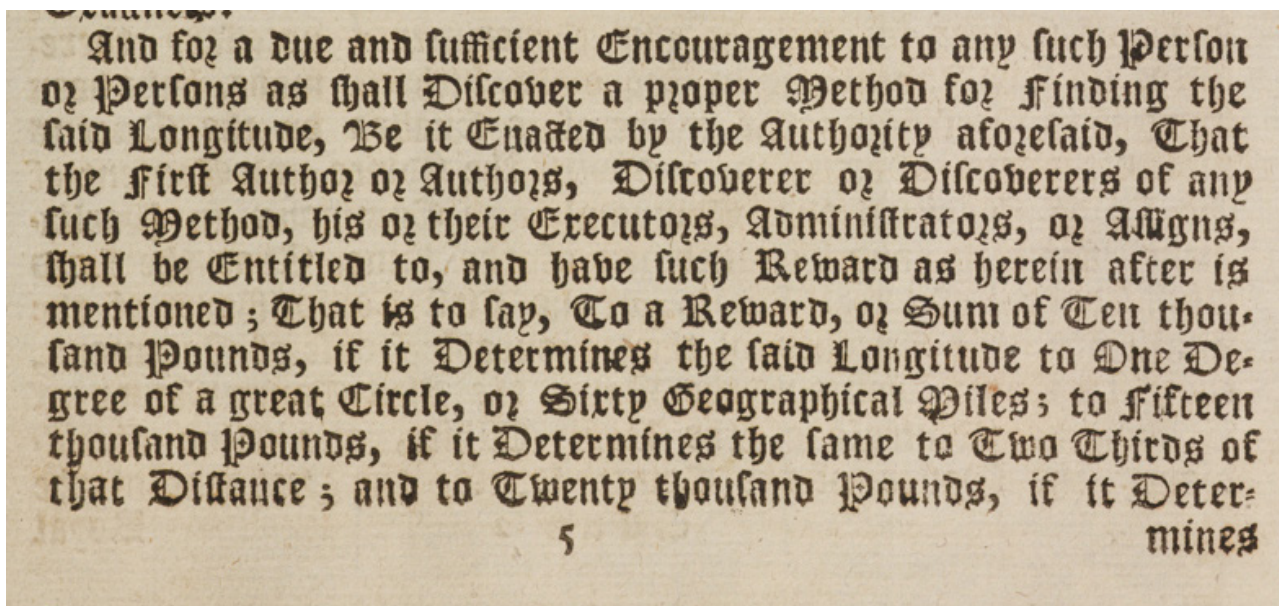 And for a due and sufficient Encouragement to any such Person
or Persons as shall Discover a proper Method for Finding the
said Longitude, Be it Enacted by the Authority aforesaid, That
the First Author or Authors, Discoverer or Discoverers of any
such Method, his or their Executors, Administrators, or Assigns,
shall be Entitled to, and have such Reward as herein after is
mentioned; That is to say, To a Reward, or Sum of Ten thou-
sand Pounds, if it Determines the said Longitude to One De-
gree of a great Circle, or Sixty Geographical Miles; to Fifteen
thousand Pounds, if it Determines the same to Two Thirds of
that Distance; and to Twenty thousand Pounds, if it Deter-
5 mines